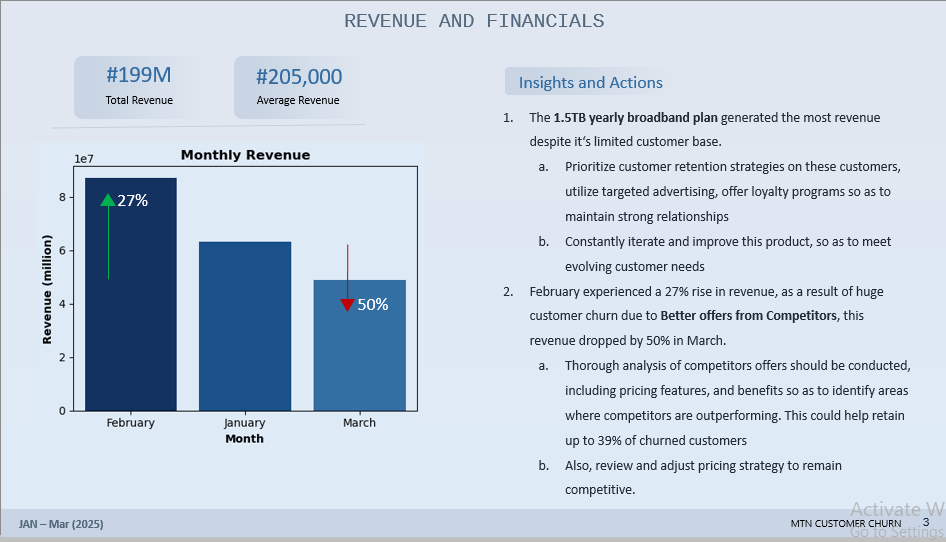 REVENUE AND FINANCIALS
#199M
Total Revenue
#205,000
Average Revenue
Monthly Revenue
1e7
Revenue (million)
8
6
4
2
0
27%
50%
February
January
March
Month
Insights and Actions
1. The 1.5TB yearly broadband plan generated the most revenue
despite it's limited customer base.
a. Prioritize customer retention strategies on these customers,
utilize targeted advertising, offer loyalty programs so as to
maintain strong relationships
b. Constantly iterate and improve this product, so as to meet
evolving customer needs
2. February experienced a 27% rise in revenue, as a result of huge
customer churn due to Better offers from Competitors, this
revenue dropped by 50% in March.
a. Thorough analysis of competitors offers should be conducted,
including pricing features, and benefits so as to identify areas
where competitors are outperforming. This could help retain
up to 39% of churned customers
b. Also, review and adjust pricing strategy to remain
competitive.
Activate W
Go to Settings
JAN – Mar (2025)
MTN CUSTOMER CHURN
3